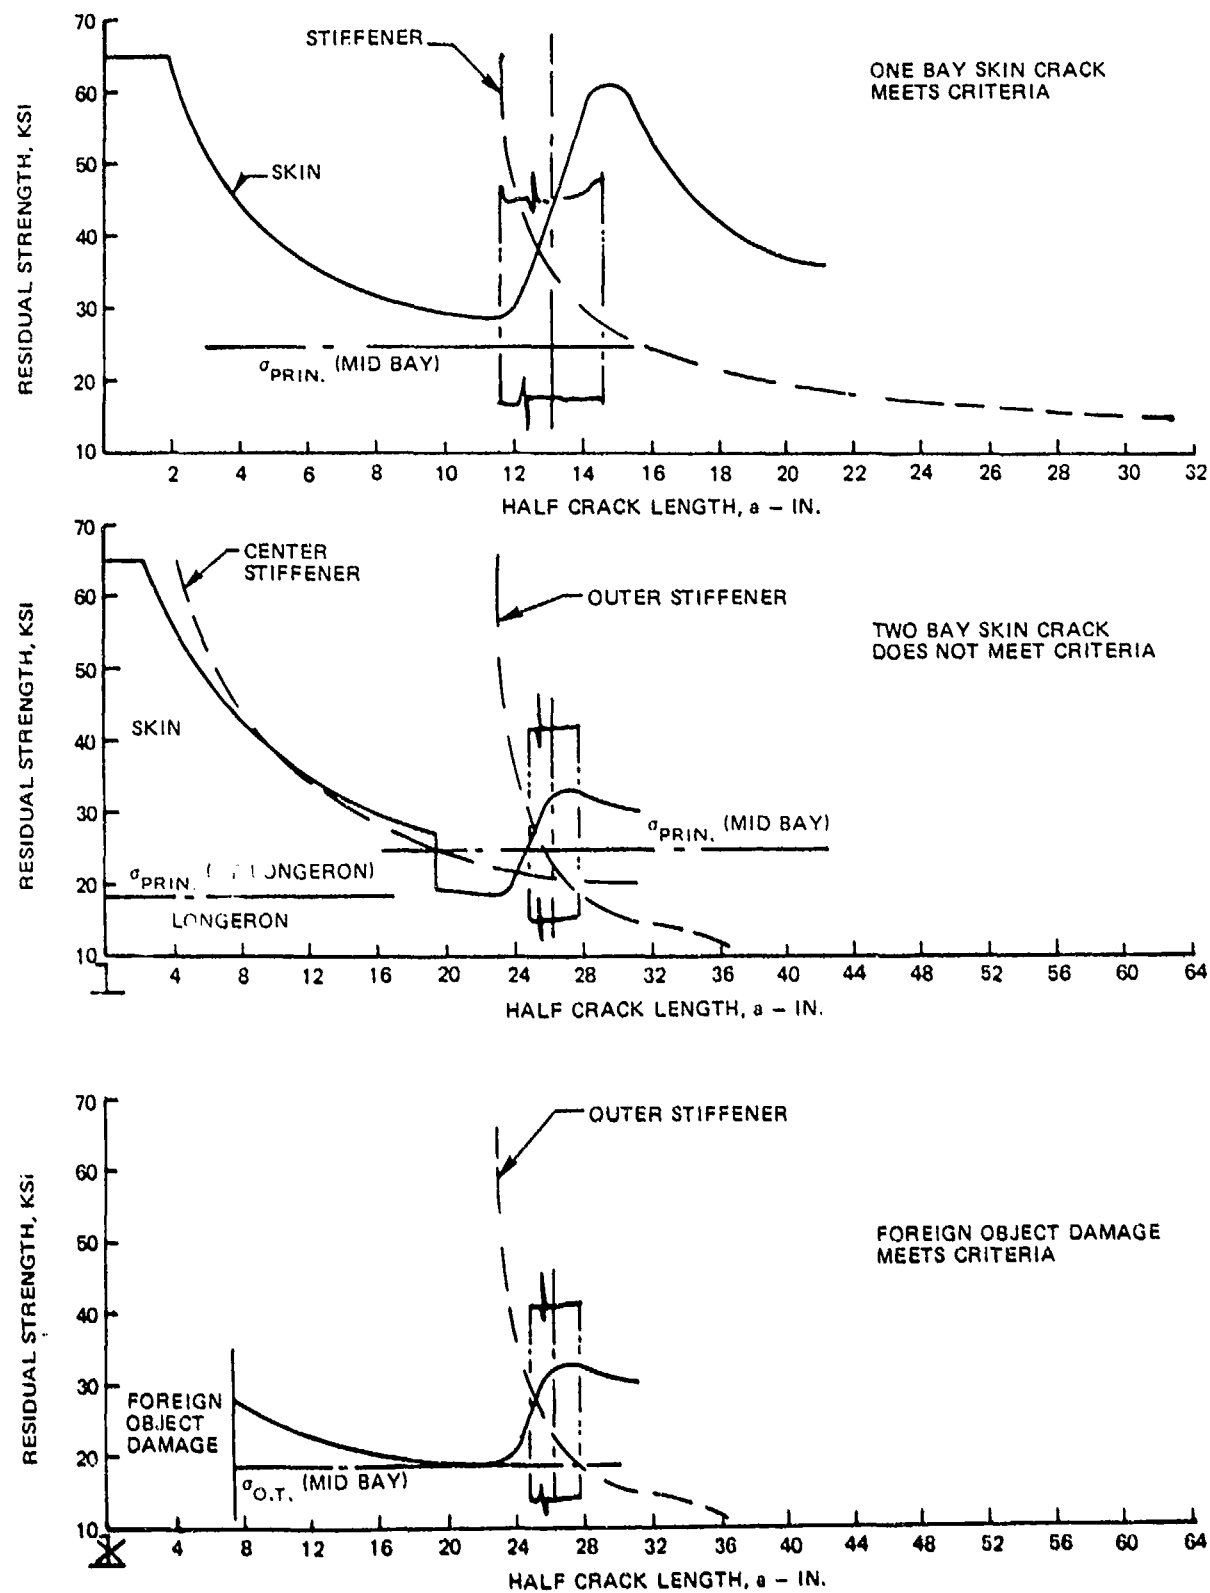 70
60
50
40
30
20
10
RESIDUAL STRENGTH, KSI
STIFFENER
SKIN
ONE BAY SKIN CRACK
MEETS CRITERIA
σPRIN. (MID BAY)
2 4 6 8 10 12 14 16 18 20 22 24 26 28 30 32
HALF CRACK LENGTH, a – IN.
70
60
50
40
30
20
10
RESIDUAL STRENGTH, KSI
CENTER
STIFFENER
OUTER STIFFENER
TWO BAY SKIN CRACK
DOES NOT MEET CRITERIA
SKIN
σPRIN. (MID BAY)
σPRIN. LONGERON)
LONGERON
4 8 12 16 20 24 28 32 36 40 44 48 52 56 60 64
HALF CRACK LENGTH, a – IN.
70
60
50
40
30
20
10
RESIDUAL STRENGTH, KSI
OUTER STIFFENER
FOREIGN OBJECT DAMAGE
MEETS CRITERIA
FOREIGN
OBJECT
DAMAGE
σO.T. (MID BAY)
4 8 12 16 20 24 28 32 36 40 44 48 52 56 60 64
HALF CRACK LENGTH, a – IN.